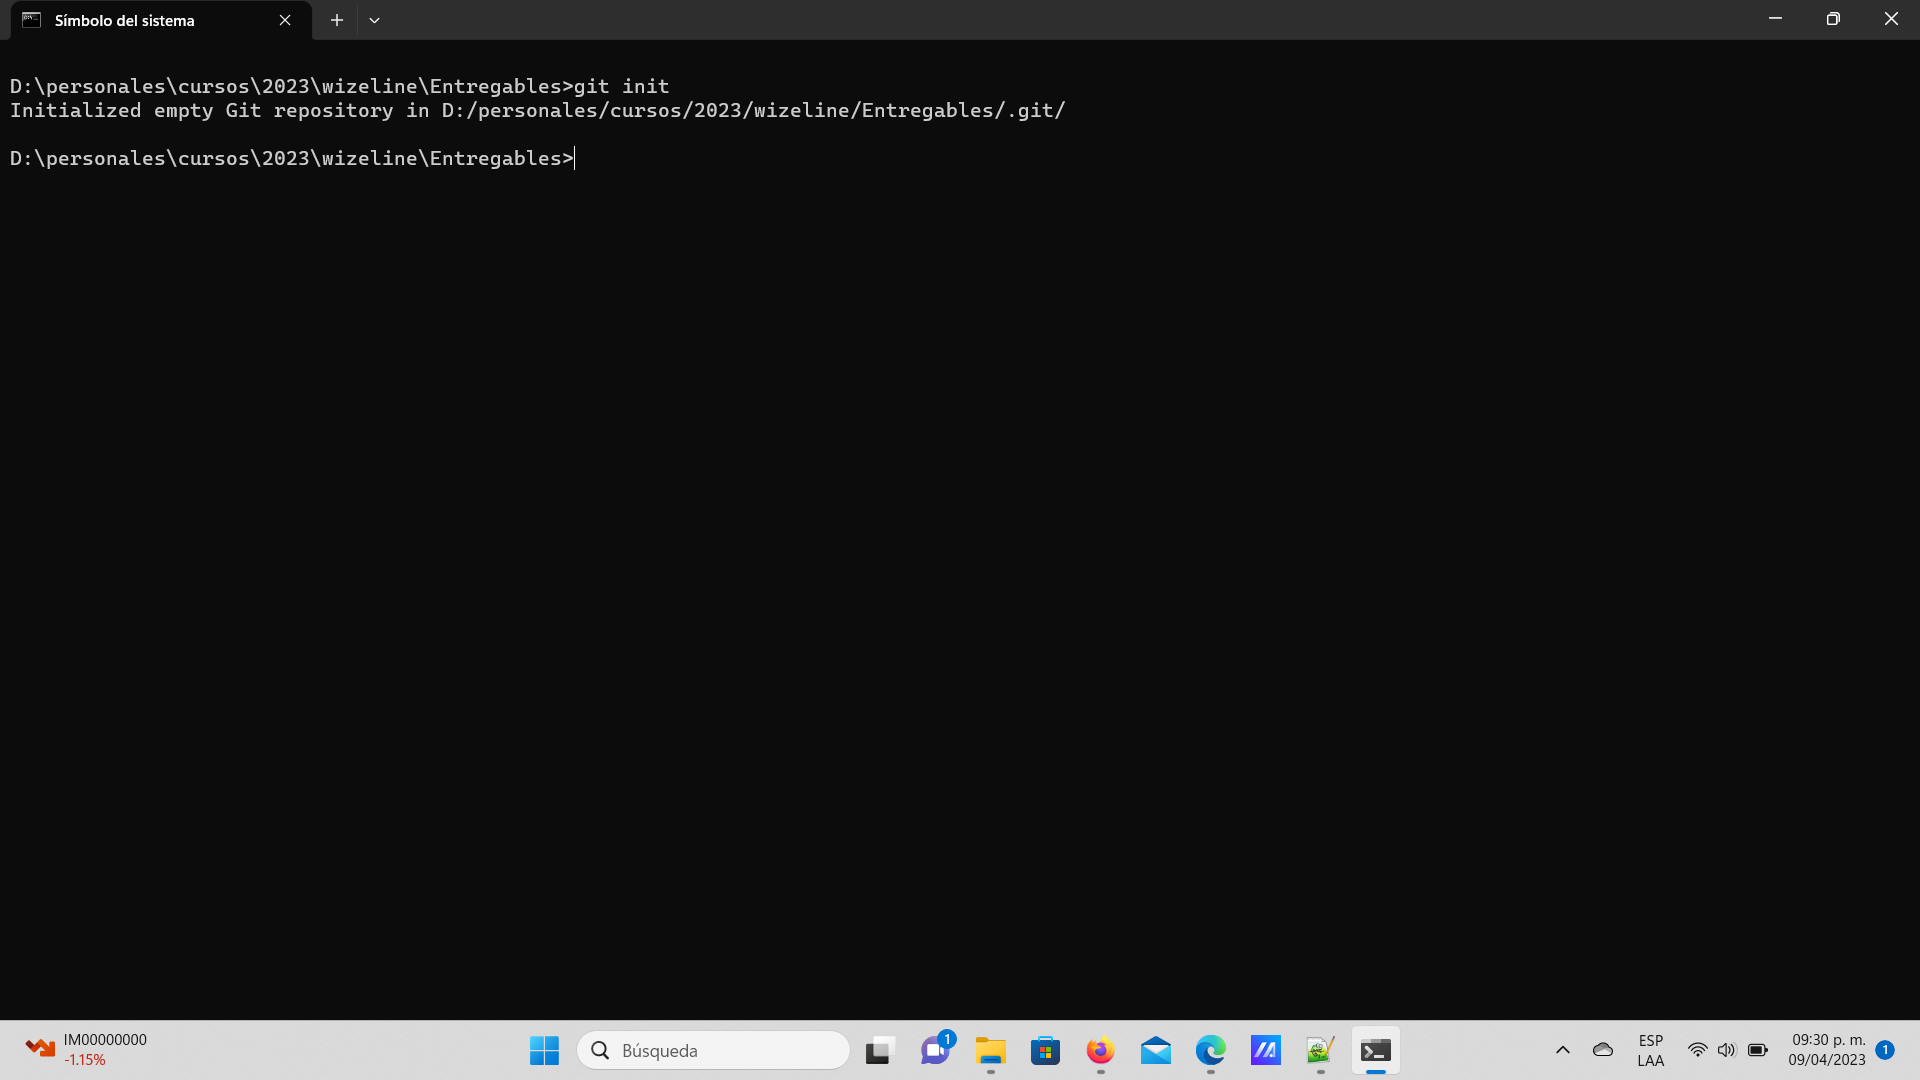 Símbolo del sistema
D:\personales\cursos\2023\wizeline\Entregables>git init
Initialized empty Git repository in D:/personales/cursos/2023/wizeline/Entregables/.git/
D:\personales\cursos\2023\wizeline\Entregables>
IM00000000
-1.15%
Búsqueda
1
ESP
LAA
09:30 p. m.
09/04/2023
1